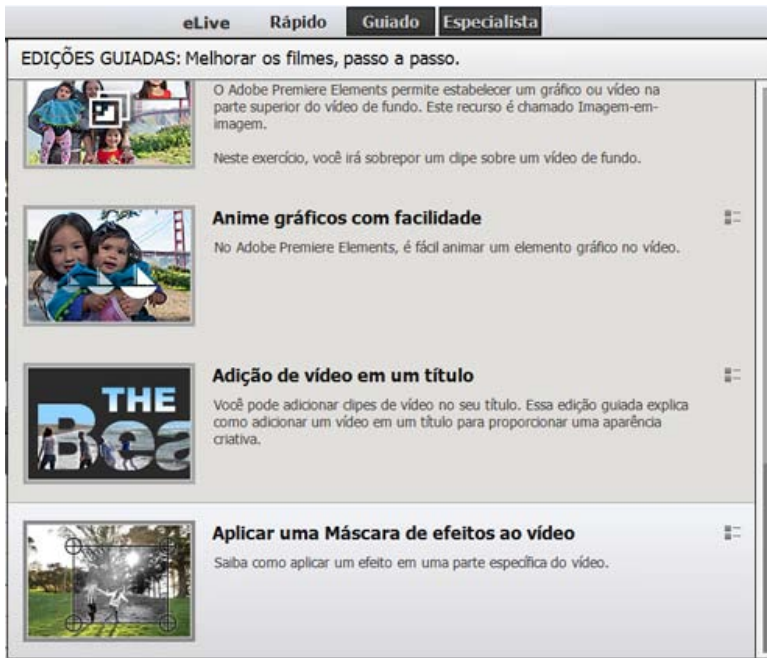 eLive Rápido Guiado Especialista
EDIÇÕES GUIADAS: Melhorar os filmes, passo a passo.
O Adobe Premiere Elements permite estabelecer um gráfico ou vídeo na
parte superior do vídeo de fundo. Este recurso é chamado Imagem-em-
imagem.
Neste exercício, você irá sobrepor um clipe sobre um vídeo de fundo.
Anime gráficos com facilidade
No Adobe Premiere Elements, é fácil animar um elemento gráfico no vídeo.
Adição de vídeo em um título
THE
Bea
Você pode adicionar clipes de vídeo no seu título. Essa edição guiada explica
como adicionar um vídeo em um título para proporcionar uma aparência
criativa.
Aplicar uma Máscara de efeitos ao vídeo
Saiba como aplicar um efeito em uma parte específica do vídeo.